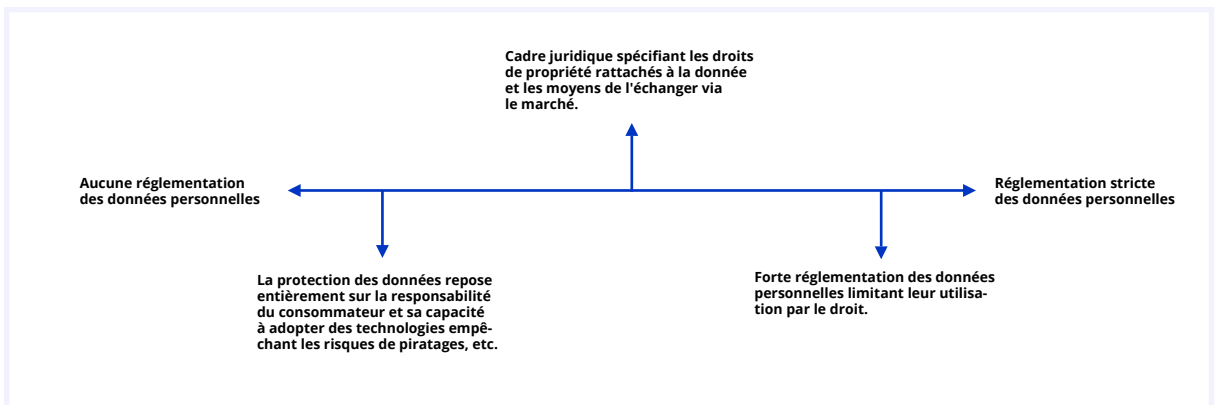 Cadre juridique spécifiant les droits
de propriété rattachés à la donnée
et les moyens de l'échanger via
le marché.
Aucune réglementation
des données personnelles
Réglementation stricte
des données personnelles
La protection des données repose
entièrement sur la responsabilité
du consommateur et sa capacité
à adopter des technologies empê-
chant les risques de piratages, etc.
Forte réglementation des données
personnelles limitant leur utilisa-
tion par le droit.